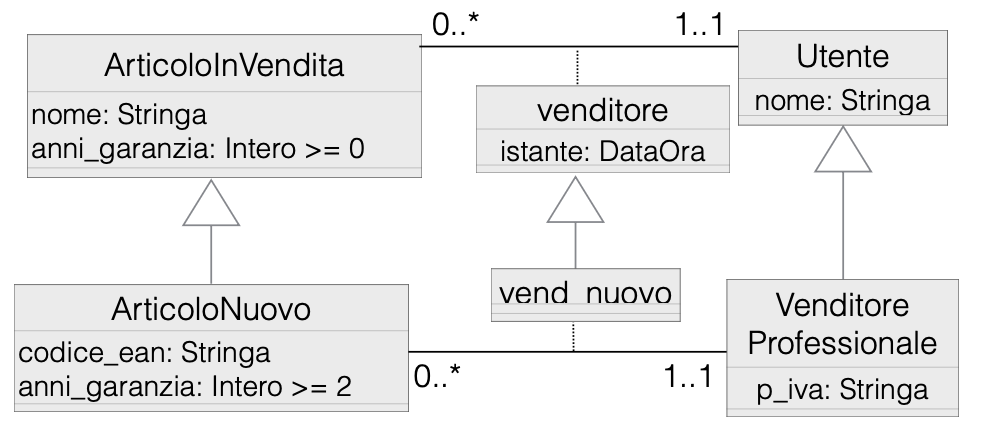 0..*
1..1
ArticoloInVendita
nome: Stringa
anni_garanzia: Intero >= 0
venditore
istante: DataOra
Utente
nome: Stringa
vend_nuovo
ArticoloNuovo
codice_ean: Stringa
anni_garanzia: Intero >= 2
0..*
1..1
Venditore
Professionale
p_iva: Stringa